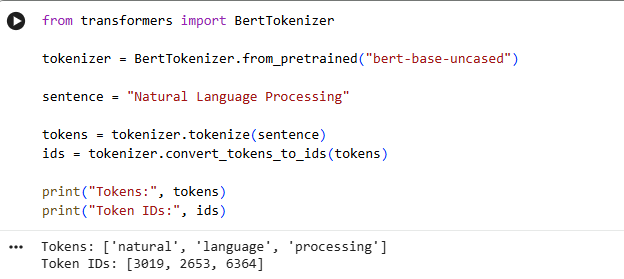 from transformers import BertTokenizer
tokenizer = BertTokenizer.from_pretrained("bert-base-uncased")
sentence = "Natural Language Processing"
tokens = tokenizer.tokenize(sentence)
ids = tokenizer.convert_tokens_to_ids(tokens)
print("Tokens:", tokens)
print("Token IDs:", ids)
Tokens: ['natural', 'language', 'processing']
Token IDs: [3019, 2653, 6364]